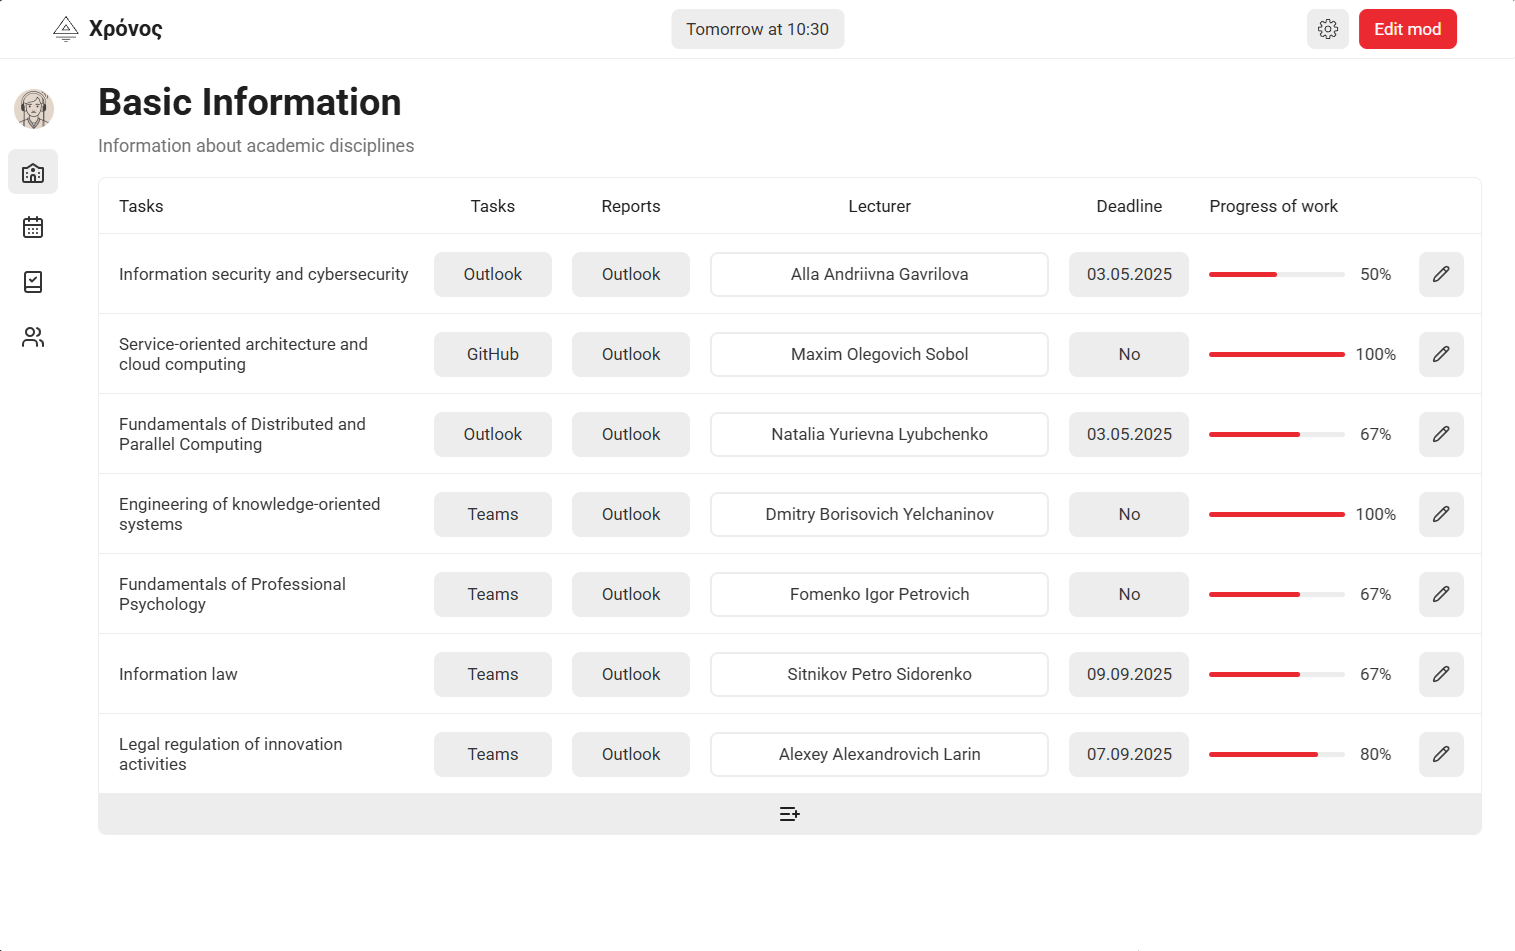 Χρόνος
Tomorrow at 10:30
Edit mod
Basic Information
Information about academic disciplines
Tasks Tasks Reports Lecturer Deadline Progress of work
Information security and cybersecurity Outlook Outlook Alla Andriivna Gavrilova 03.05.2025 50%
Service-oriented architecture and
cloud computing
GitHub Outlook Maxim Olegovich Sobol No 100%
Fundamentals of Distributed and
Parallel Computing
Outlook Outlook Natalia Yurievna Lyubchenko 03.05.2025 67%
Engineering of knowledge-oriented
systems
Teams Outlook Dmitry Borisovich Yelchaninov No 100%
Fundamentals of Professional
Psychology
Teams Outlook Fomenko Igor Petrovich No 67%
Information law Teams Outlook Sitnikov Petro Sidorenko 09.09.2025 67%
Legal regulation of innovation
activities
Teams Outlook Alexey Alexandrovich Larin 07.09.2025 80%